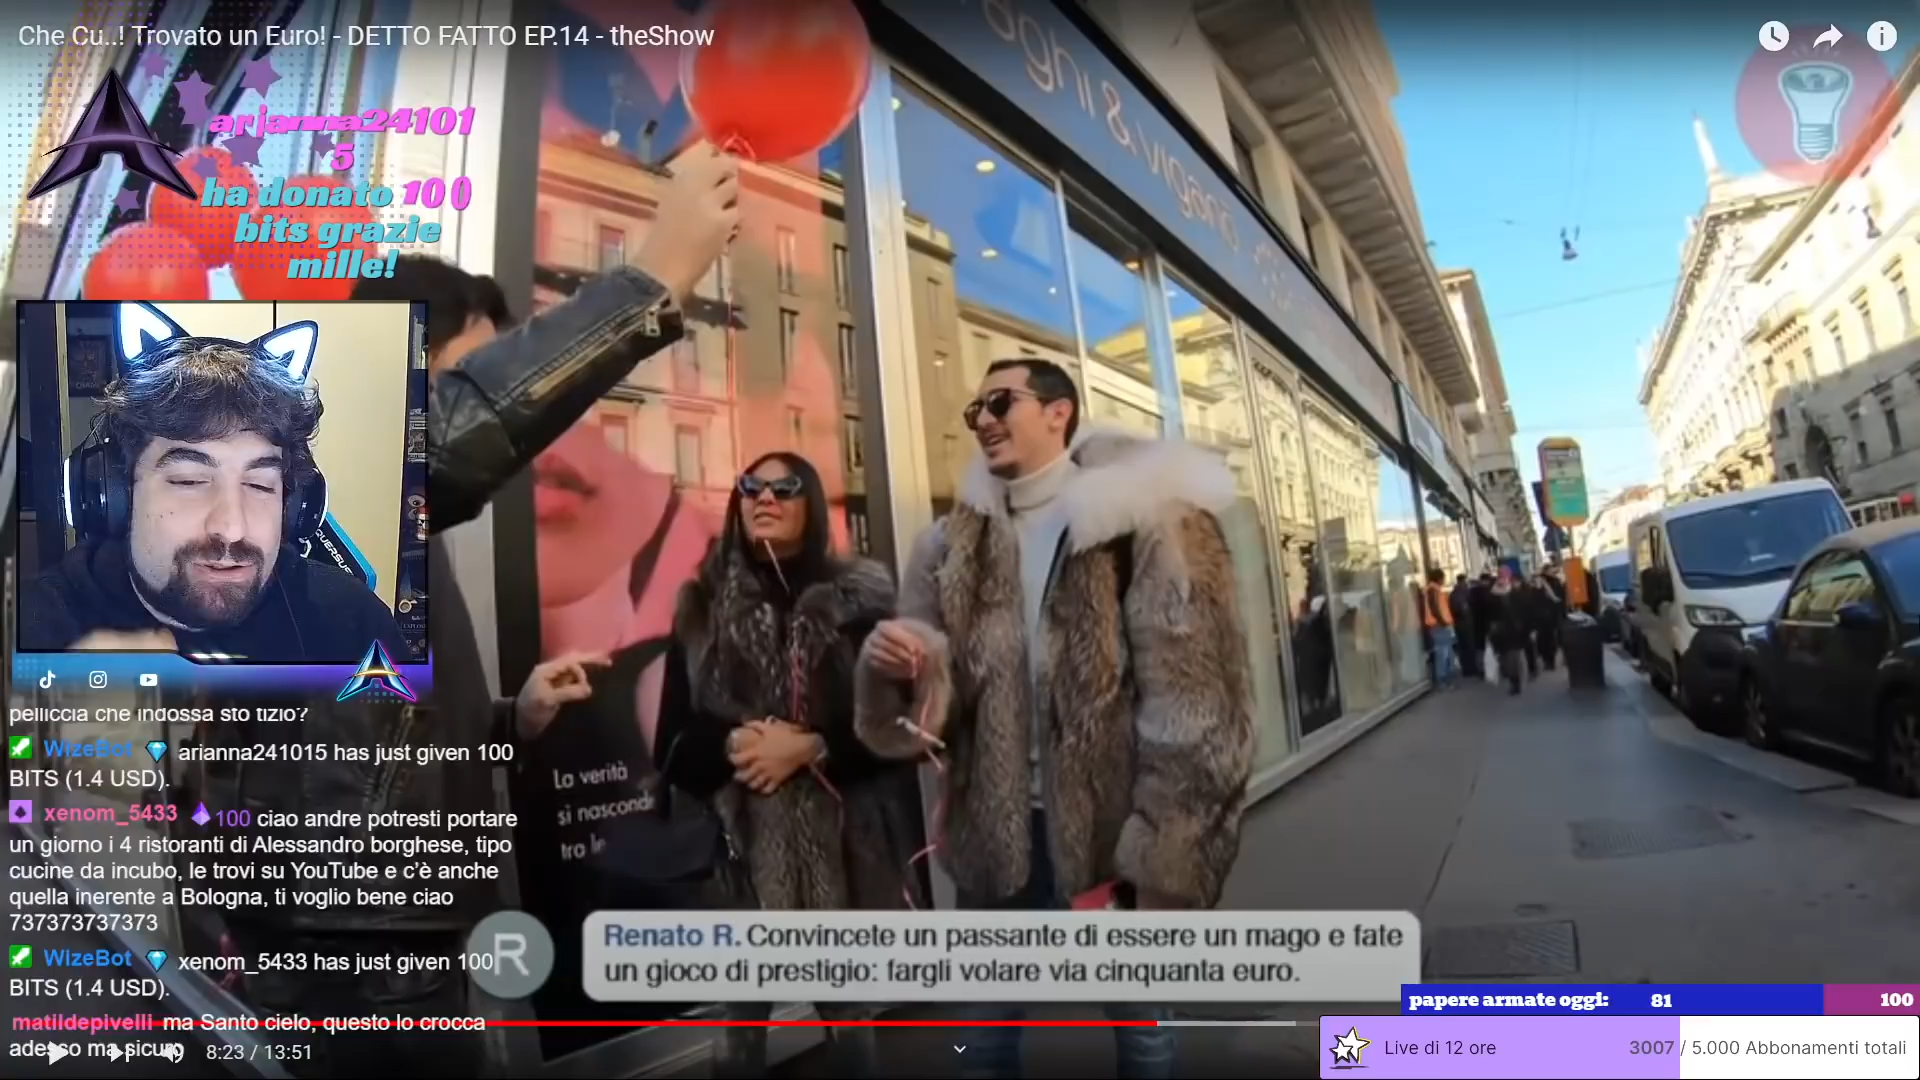 Che Cu..! Trovato un Euro! - DETTO FATTO EP.14 - theShow
arianna24101
5
ha donato 100
bits grazie
mille!
aghi & viganò
QUERSUS
La verità
si nasconde
tra le
pelliccia che indossa sto tizio?
WizeBot arianna241015 has just given 100
BITS (1.4 USD).
xenom_5433 100 ciao andre potresti portare
un giorno i 4 ristoranti di Alessandro borghese, tipo
cucine da incubo, le trovi su YouTube e c'è anche
quella inerente a Bologna, ti voglio bene ciao
737373737373
WizeBot xenom_5433 has just given 100
BITS (1.4 USD).
matildepivelli ma Santo cielo, questo lo crocca
adesso ma sicuro
R
Renato R. Convincete un passante di essere un mago e fate
un gioco di prestigio: fargli volare via cinquanta euro.
8:23 / 13:51
papere armate oggi: 81 100
Live di 12 ore 3007 / 5.000 Abbonamenti totali